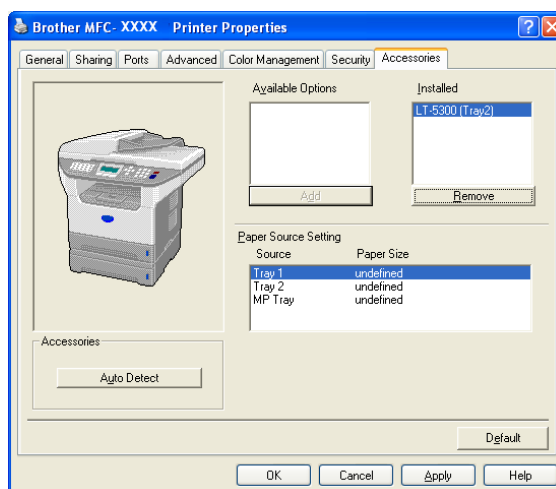 Brother MFC- XXXX Printer Properties
General Sharing Ports Advanced Color Management Security Accessories
Available Options Installed
LT-5300 (Tray2)
Add Remove
Paper Source Setting
Source Paper Size
Tray 1 undefined
Tray 2 undefined
MP Tray undefined
Accessories
Auto Detect
Default
OK Cancel Apply Help